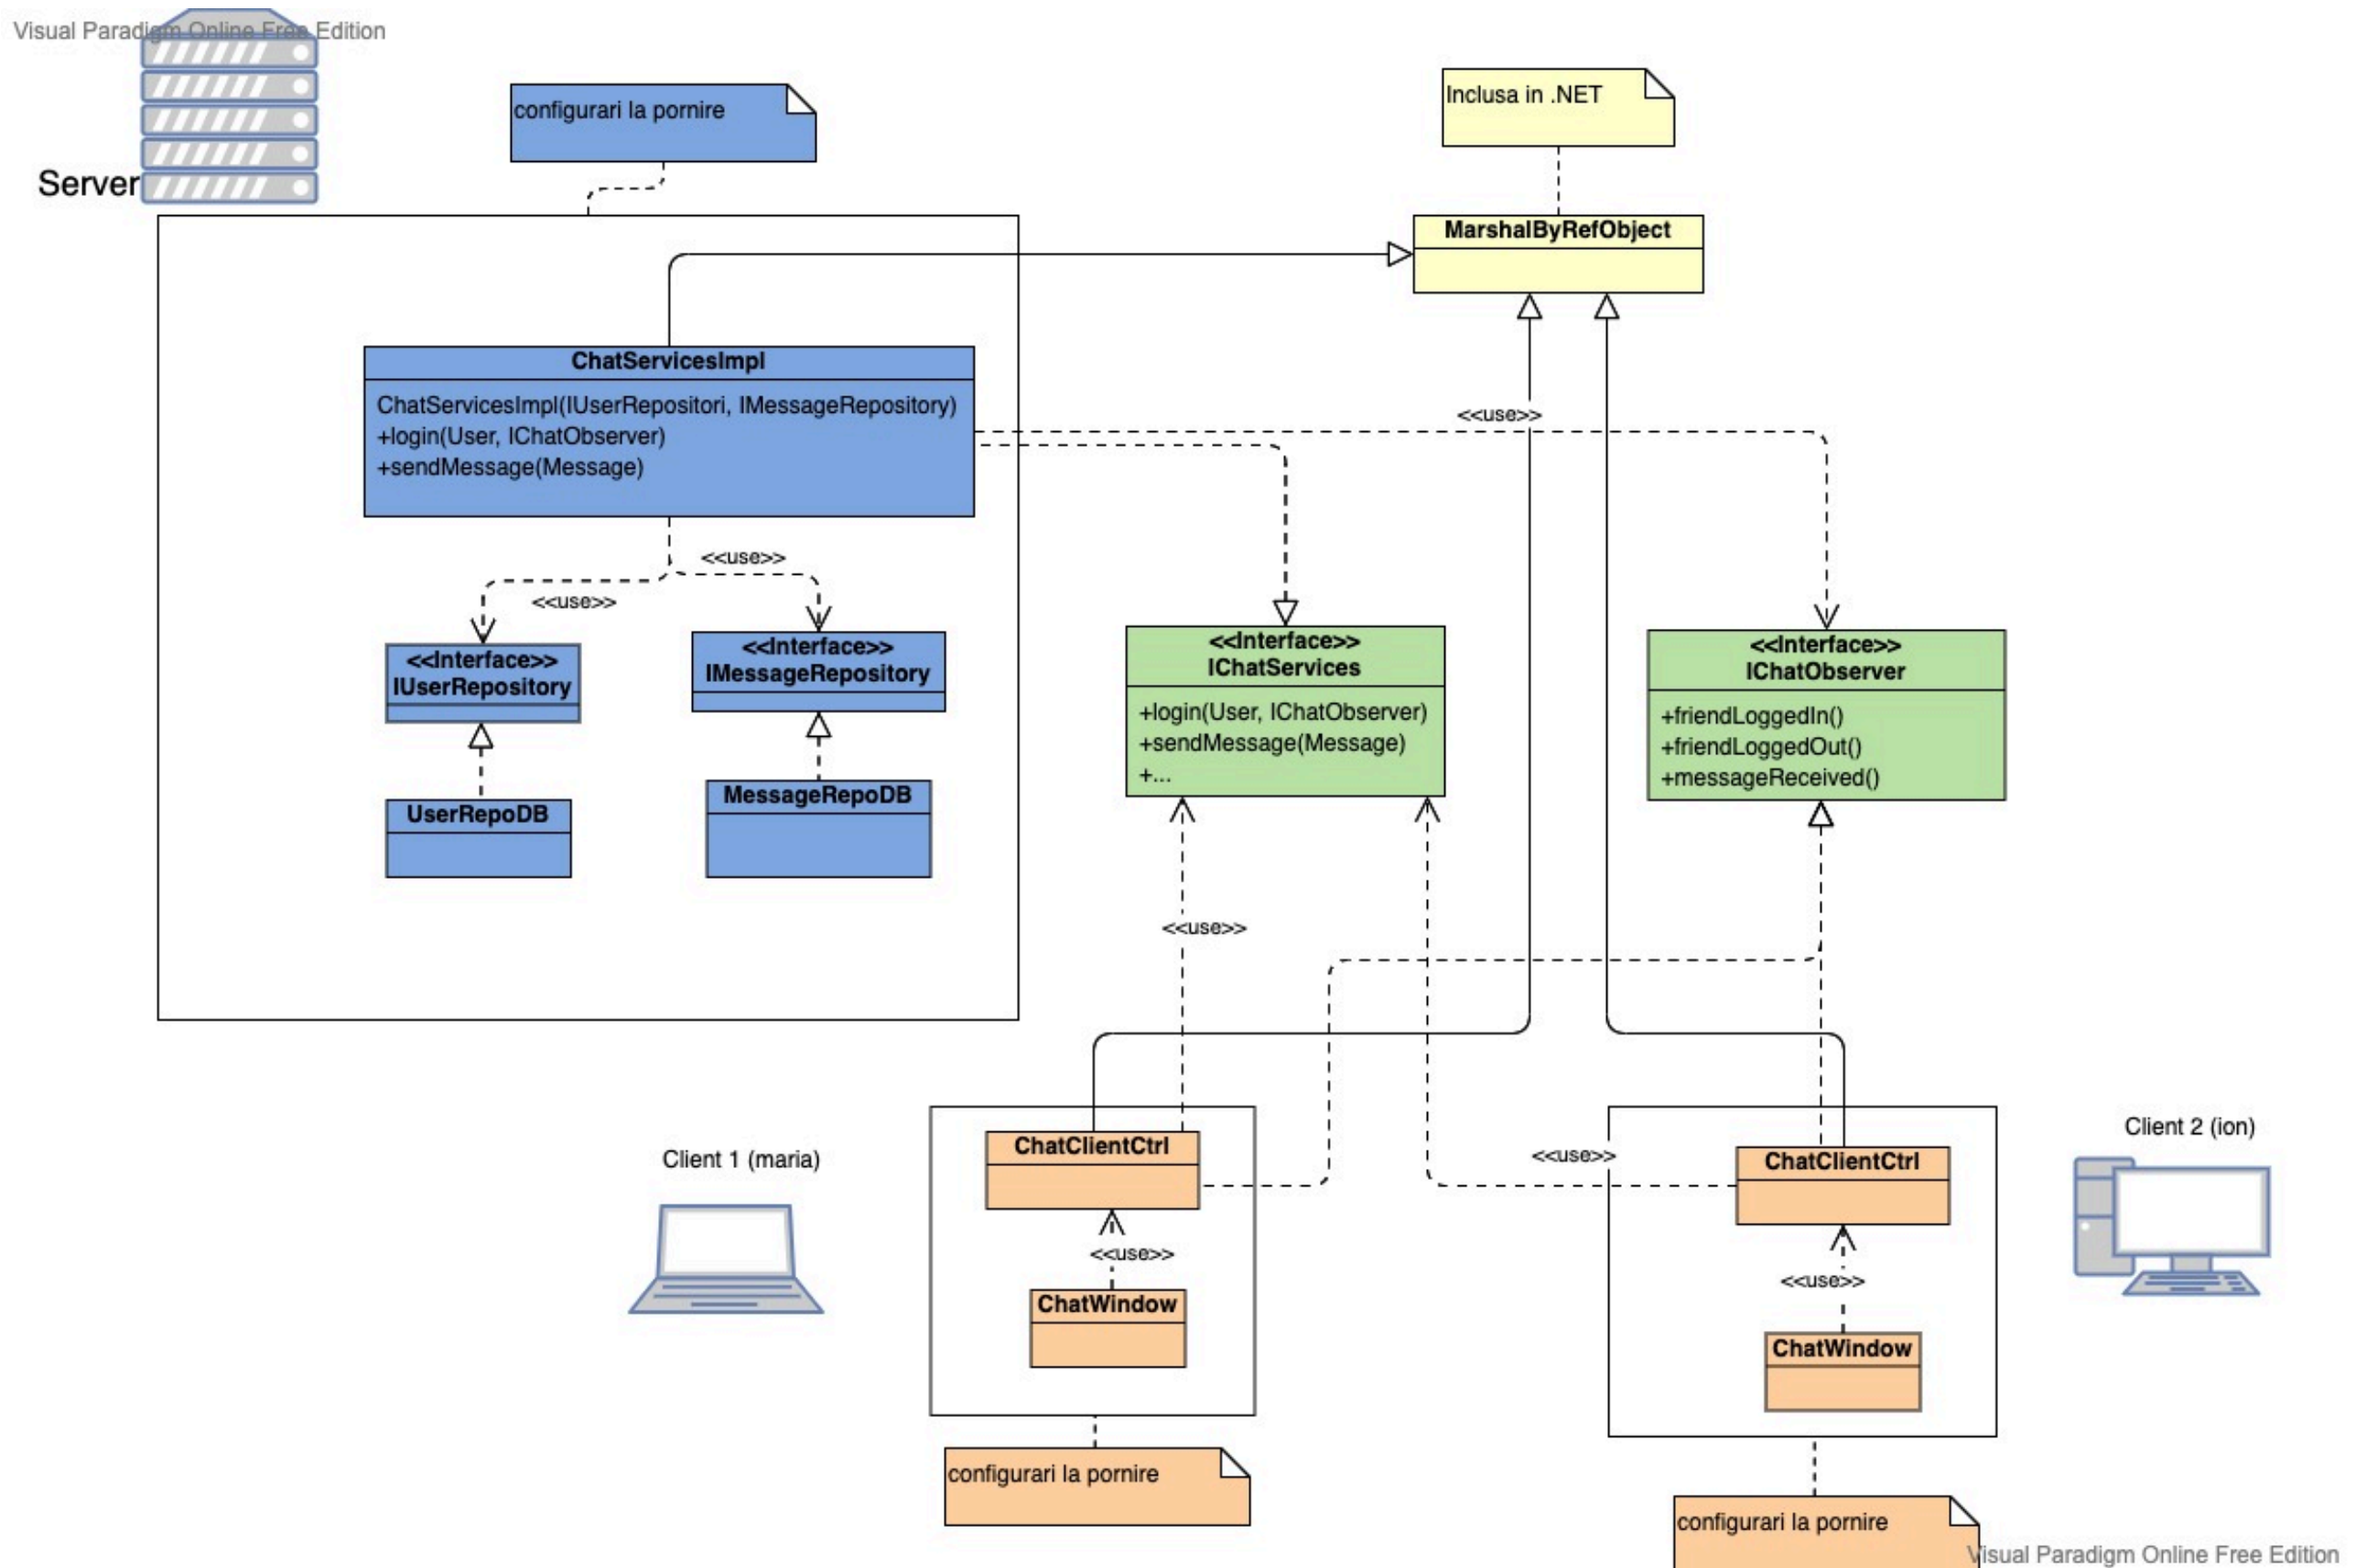 Visual Paradigm Online Free Edition
Server
configurari la pornire
Inclusa in .NET
MarshalByRefObject
ChatServicesImpl
ChatServicesImpl(IUserRepositori, IMessageRepository)
+login(User, IChatObserver)
+sendMessage(Message)
<<use>>
<<use>>
<<use>>
<<Interface>>
IUserRepository
<<Interface>>
IMessageRepository
UserRepoDB
MessageRepoDB
<<Interface>>
IChatServices
+login(User, IChatObserver)
+sendMessage(Message)
+...
<<Interface>>
IChatObserver
+friendLoggedIn()
+friendLoggedOut()
+messageReceived()
<<use>>
Client 1 (maria)
ChatClientCtrl
<<use>>
ChatWindow
configurari la pornire
<<use>>
Client 2 (ion)
ChatClientCtrl
<<use>>
ChatWindow
configurari la pornire
Visual Paradigm Online Free Edition